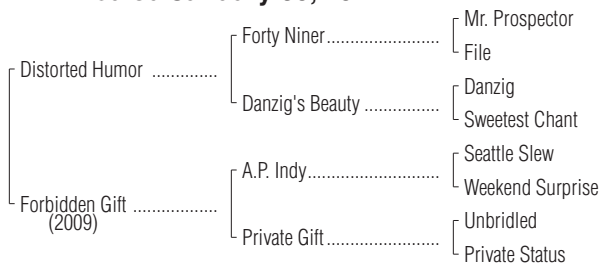 Forty Niner
Mr. Prospector
File
Distorted Humor
Danzig's Beauty
Danzig
Sweetest Chant
A.P. Indy
Seattle Slew
Weekend Surprise
Forbidden Gift
(2009)
Private Gift
Unbridled
Private Status